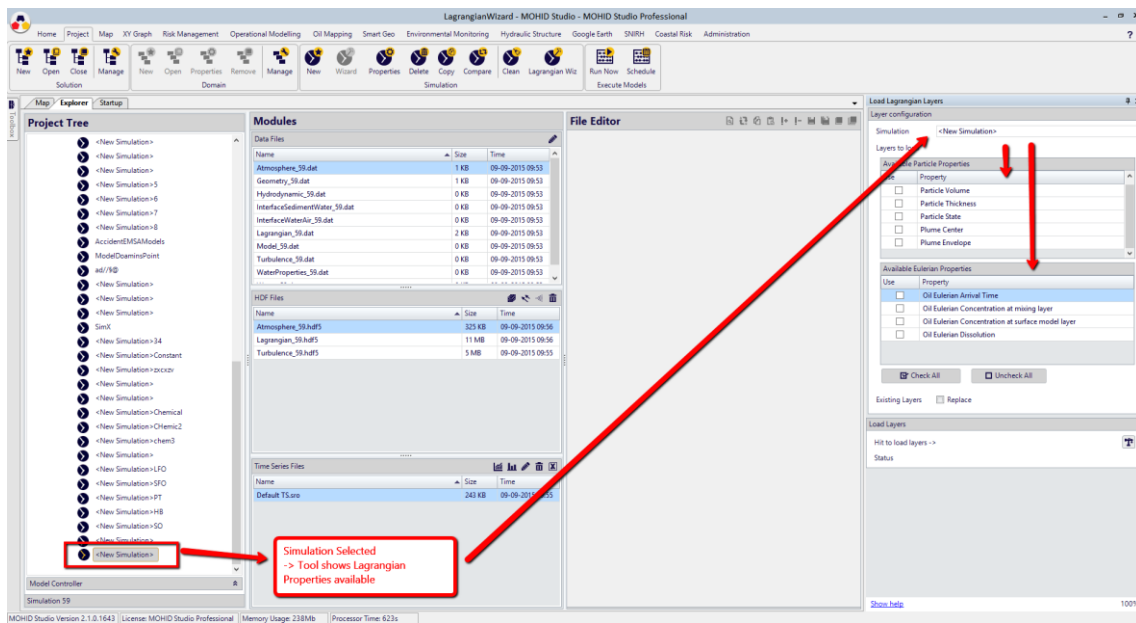 LagrangianWizard - MOHID Studio - MOHID Studio Professional
Home Project Map XY Graph Risk Management Operational Modelling Oil Mapping Smart Geo Environmental Monitoring Hydraulic Structure Google Earth SNIRH Coastal Risk Administration ?
New Open Close Manage New Open Properties Remove Manage New Wizard Properties Delete Copy Compare Clean Lagrangian Wiz Run Now Schedule
Solution Domain Simulation Execute Models
Toolbox
Map Explorer Startup
Project Tree
<New Simulation>
<New Simulation>
<New Simulation>
<New Simulation>5
<New Simulation>6
<New Simulation>7
<New Simulation>8
AccidentEMSAModels
ModelDoaminsPoint
ad//9@
<New Simulation>
<New Simulation>
<New Simulation>
SimX
<New Simulation>34
<New Simulation>Constant
<New Simulation>zxcxzv
<New Simulation>
<New Simulation>
<New Simulation>Chemical
<New Simulation>CHemic2
<New Simulation>chem3
<New Simulation>
<New Simulation>LFO
<New Simulation>SFO
<New Simulation>PT
<New Simulation>HB
<New Simulation>SO
<New Simulation>
<New Simulation>
Model Controller
Simulation 59
Modules
Data Files
Name Size Time
Atmosphere_59.dat 1 KB 09-09-2015 09:53
Geometry_59.dat 1 KB 09-09-2015 09:53
Hydrodynamic_59.dat 0 KB 09-09-2015 09:53
InterfaceSedimentWater_59.dat 0 KB 09-09-2015 09:53
InterfaceWaterAir_59.dat 0 KB 09-09-2015 09:53
Lagrangian_59.dat 2 KB 09-09-2015 09:53
Model_59.dat 0 KB 09-09-2015 09:53
Turbulence_59.dat 0 KB 09-09-2015 09:53
WaterProperties_59.dat 0 KB 09-09-2015 09:53
HDF Files
Name Size Time
Atmosphere_59.hdf5 325 KB 09-09-2015 09:56
Lagrangian_59.hdf5 11 MB 09-09-2015 09:56
Turbulence_59.hdf5 5 MB 09-09-2015 09:55
Time Series Files
Name Size Time
Default TS.sro 243 KB 09-09-2015
Simulation Selected
-> Tool shows Lagrangian
Properties available
File Editor
Load Lagrangian Layers
Layer configuration
Simulation <New Simulation>
Layers to
Available Particle Properties
Property
Particle Volume
Particle Thickness
Particle State
Plume Center
Plume Envelope
Available Eulerian Properties
Use Property
Oil Eulerian Arrival Time
Oil Eulerian Concentration at mixing layer
Oil Eulerian Concentration at surface model layer
Oil Eulerian Dissolution
Check All Uncheck All
Existing Layers Replace
Load Layers
Hit to load layers ->
Status
Show help 100%
MOHID Studio Version 2.1.0.1643 License: MOHID Studio Professional Memory Usage: 238Mb Processor Time: 623s